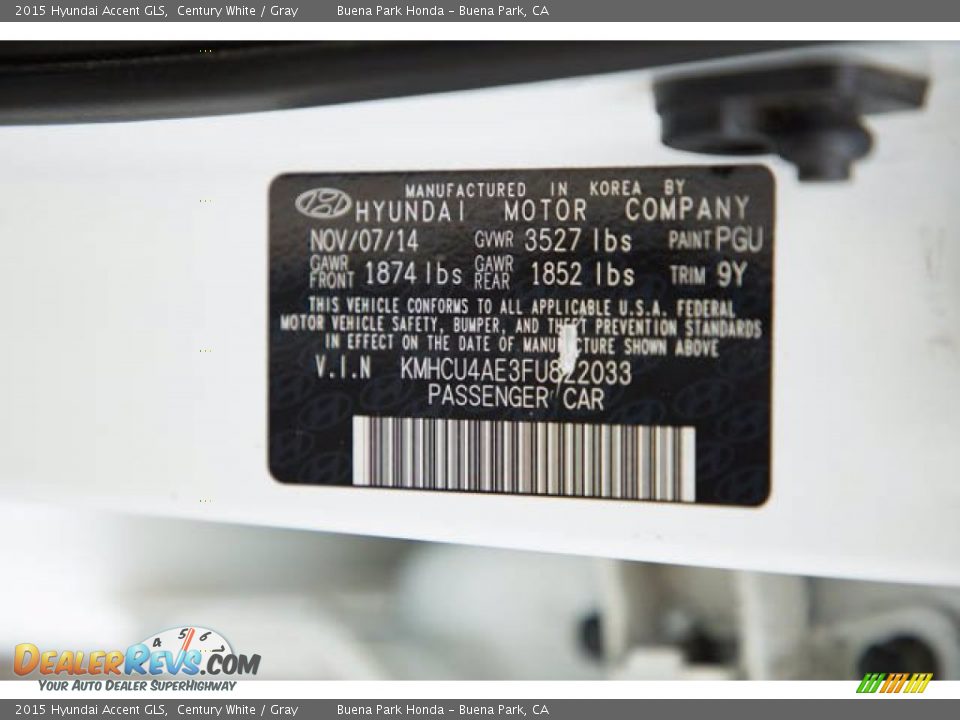 2015 Hyundai Accent GLS, Century White / Gray Buena Park Honda - Buena Park, CA
MANUFACTURED IN KOREA BY
HYUNDAI MOTOR COMPANY
NOV/07/14 GVWR 3527 lbs PAINT PGU
GAWR FRONT 1874 lbs GAWR REAR 1852 lbs TRIM 9Y
THIS VEHICLE CONFORMS TO ALL APPLICABLE U.S.A. FEDERAL
MOTOR VEHICLE SAFETY, BUMPER, AND THEFT PREVENTION STANDARDS
IN EFFECT ON THE DATE OF MANUFACTURE SHOWN ABOVE
V.I.N KMHCU4AE3FU822033
PASSENGER CAR
4 5 6
DEALERREVS.COM
YOUR AUTO DEALER SUPERHIGHWAY
2015 Hyundai Accent GLS, Century White / Gray Buena Park Honda - Buena Park, CA